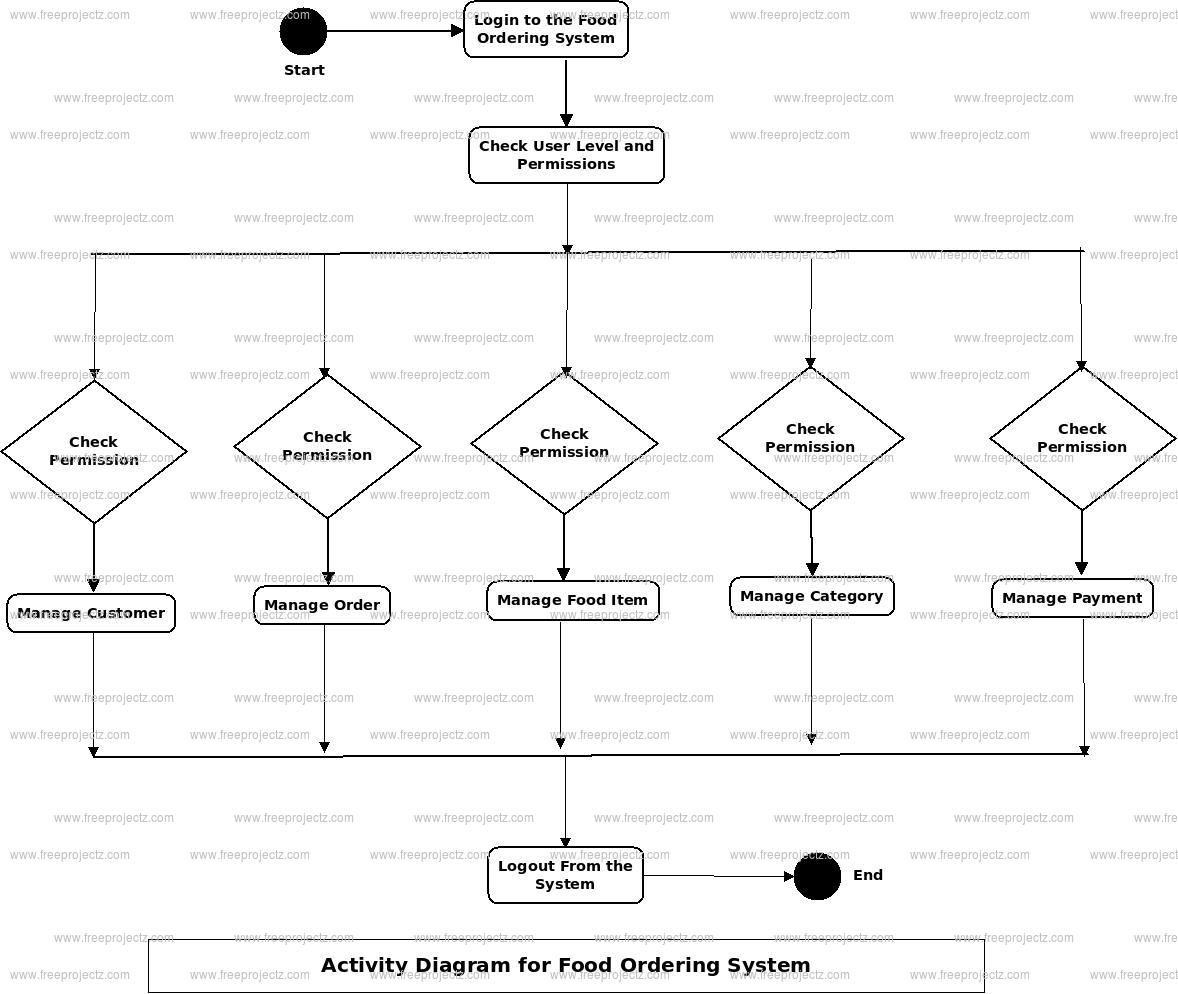 Login to the Food
Ordering System
Start
Check User Level and
Permissions
Check
Permission
Check
Permission
Check
Permission
Check
Permission
Check
Permission
Manage Customer
Manage Order
Manage Food Item
Manage Category
Manage Payment
Logout From the
System
End
Activity Diagram for Food Ordering System
www.freeprojectz.com